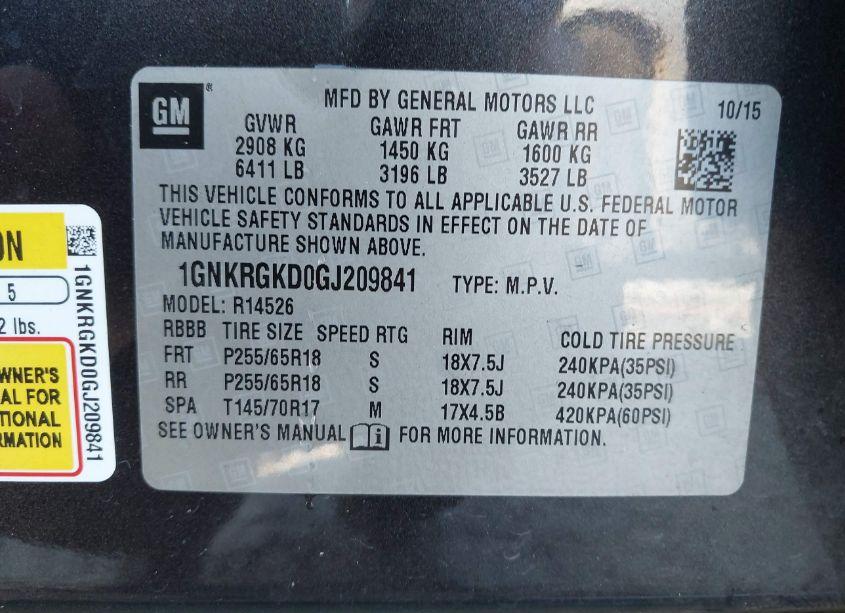 GM®
MFD BY GENERAL MOTORS LLC 10/15
GVWR GAWR FRT GAWR RR
2908 KG 1450 KG 1600 KG
6411 LB 3196 LB 3527 LB
THIS VEHICLE CONFORMS TO ALL APPLICABLE U.S. FEDERAL MOTOR
VEHICLE SAFETY STANDARDS IN EFFECT ON THE DATE OF
MANUFACTURE SHOWN ABOVE.
1GNKRGKD0GJ209841 TYPE: M.P.V.
MODEL: R14526
RBBB TIRE SIZE SPEED RTG RIM COLD TIRE PRESSURE
FRT P255/65R18 S 18X7.5J 240KPA(35PSI)
RR P255/65R18 S 18X7.5J 240KPA(35PSI)
SPA T145/70R17 M 17X4.5B 420KPA(60PSI)
SEE OWNER'S MANUAL i FOR MORE INFORMATION.
ON
5
2 lbs.
WNER'S
AL FOR
TIONAL
RMATION
1GNKRGKD0GJ209841